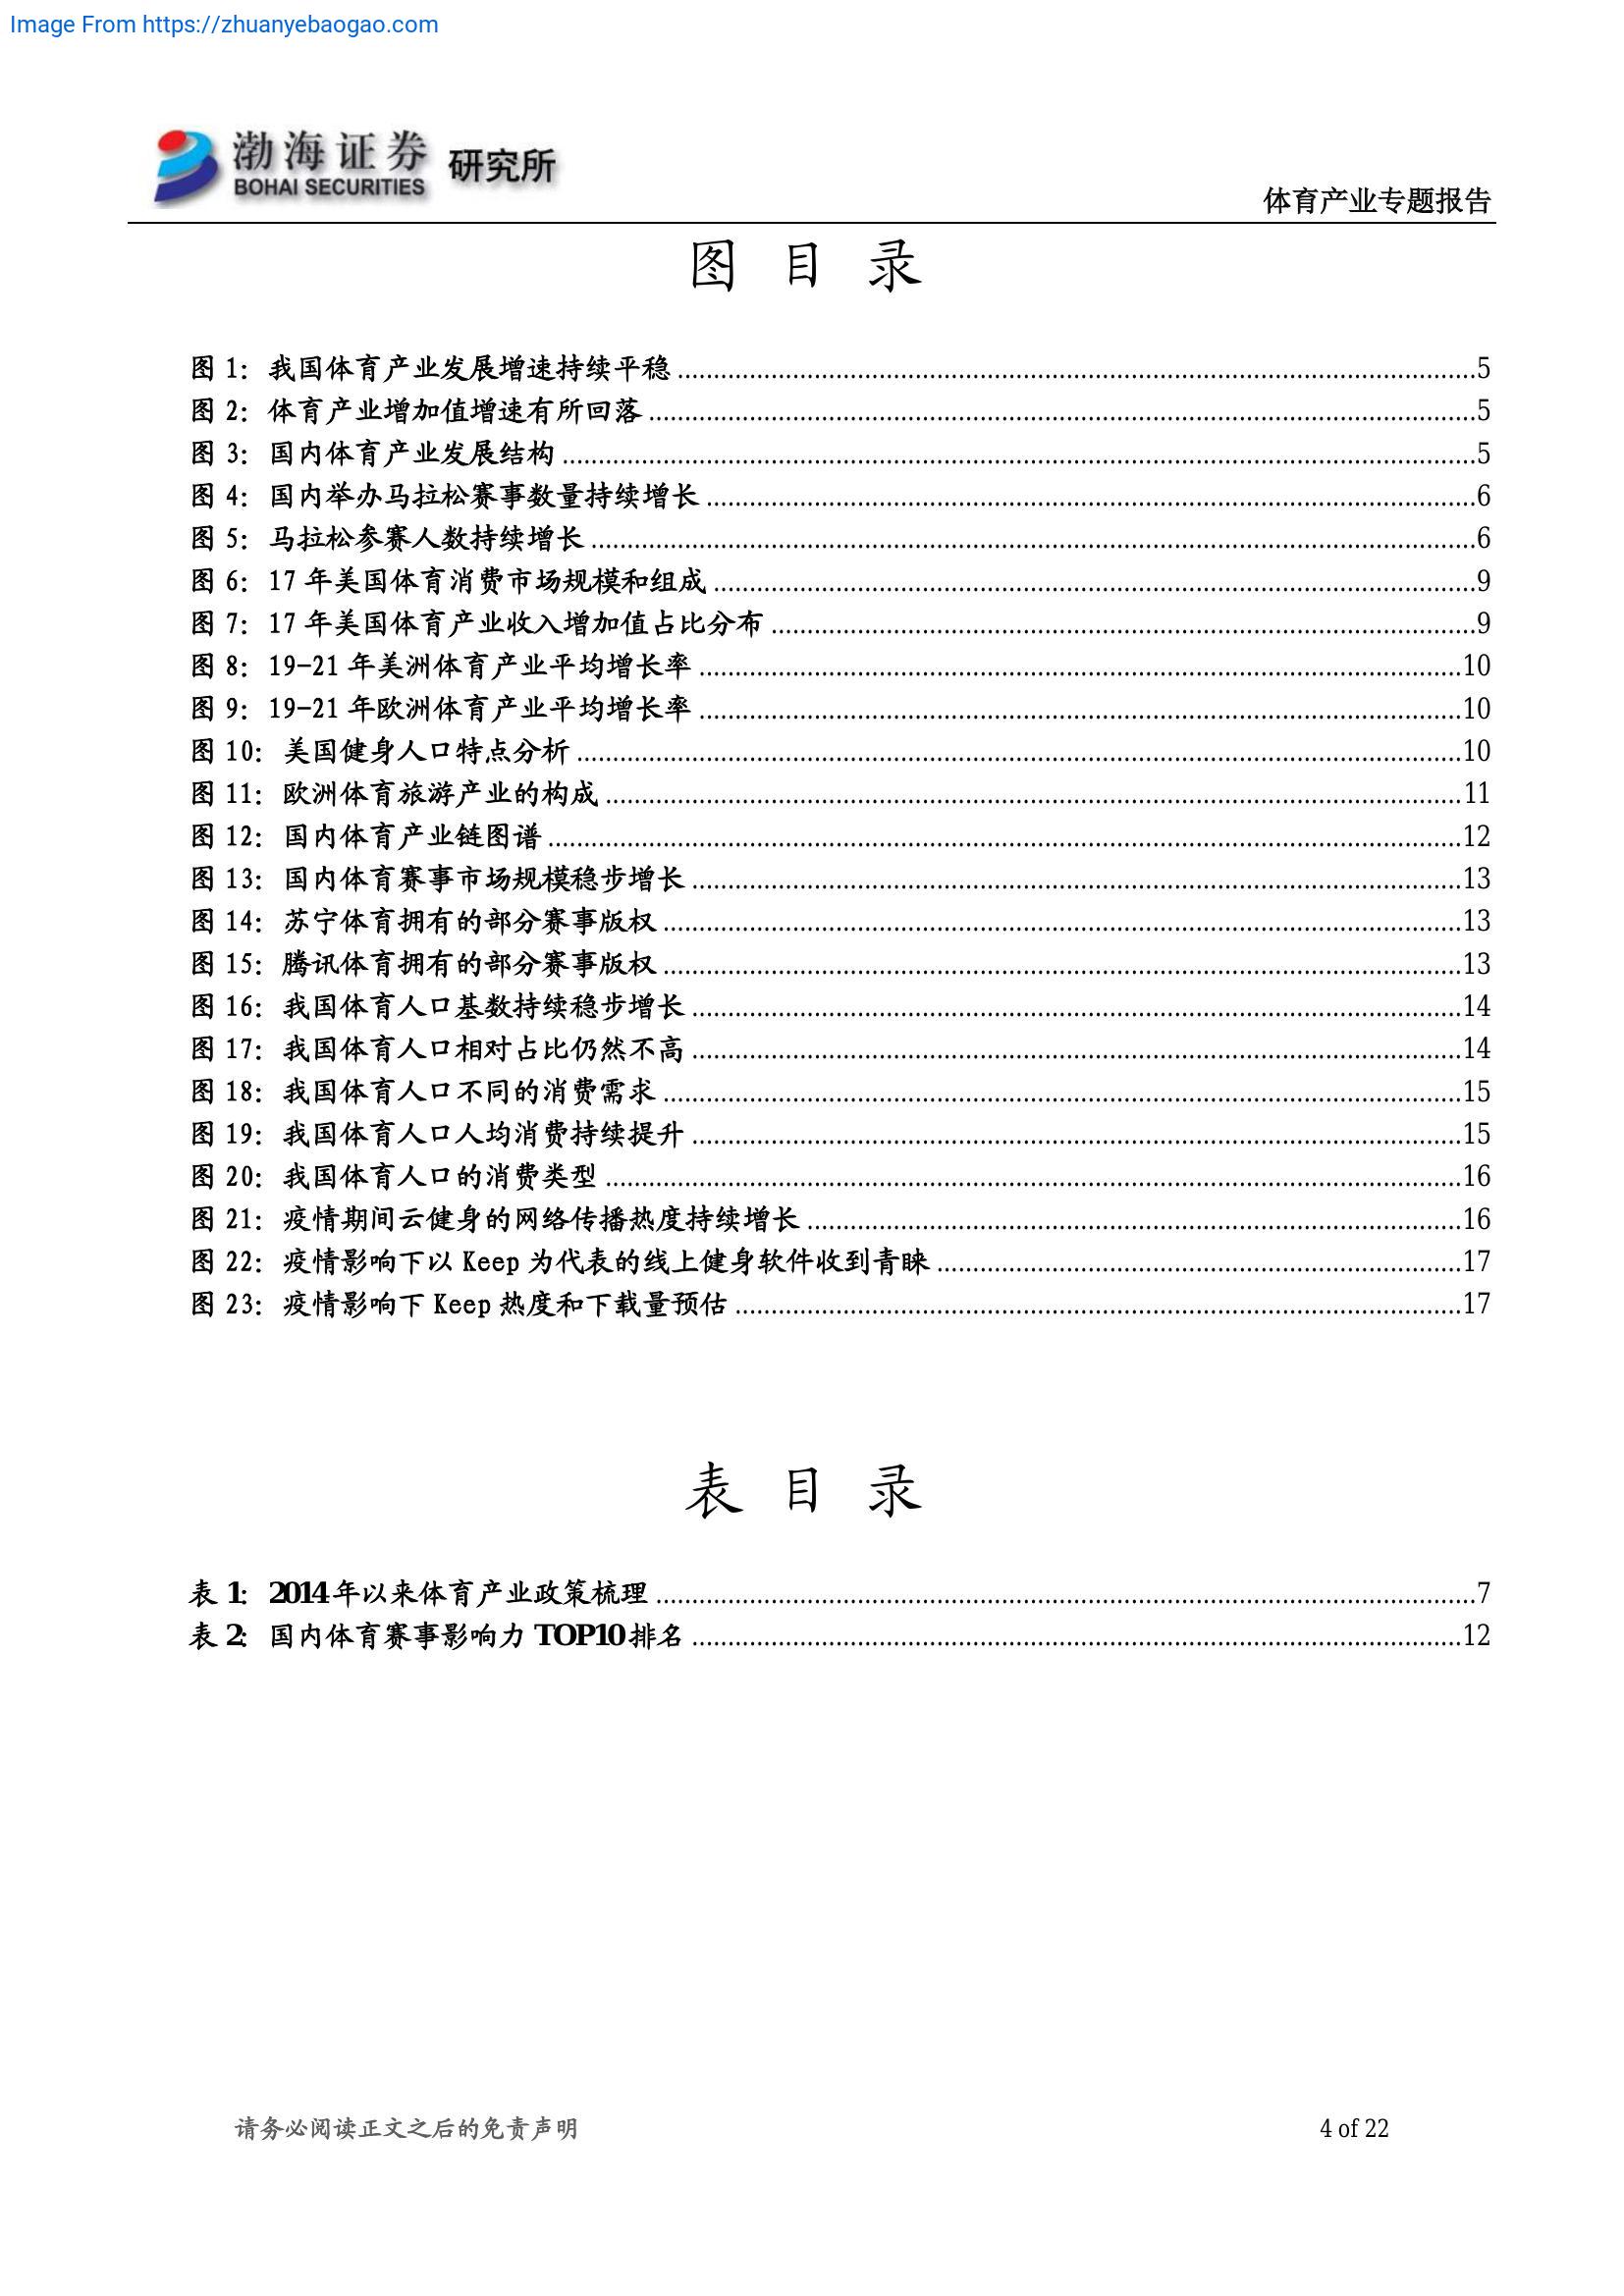 Image From https://zhuanyebaogao.com
渤海证券 研究所
BOHAI SECURITIES
体育产业专题报告
图 目 录
图 1：我国体育产业发展增速持续平稳 5
图 2：体育产业增加值增速有所回落 5
图 3：国内体育产业发展结构 5
图 4：国内举办马拉松赛事数量持续增长 6
图 5：马拉松参赛人数持续增长 6
图 6：17 年美国体育消费市场规模和组成 9
图 7：17 年美国体育产业收入增加值占比分布 9
图 8：19-21 年美洲体育产业平均增长率 10
图 9：19-21 年欧洲体育产业平均增长率 10
图 10：美国健身人口特点分析 10
图 11：欧洲体育旅游产业的构成 11
图 12：国内体育产业链图谱 12
图 13：国内体育赛事市场规模稳步增长 13
图 14：苏宁体育拥有的部分赛事版权 13
图 15：腾讯体育拥有的部分赛事版权 13
图 16：我国体育人口基数持续稳步增长 14
图 17：我国体育人口相对占比仍然不高 14
图 18：我国体育人口不同的消费需求 15
图 19：我国体育人口人均消费持续提升 15
图 20：我国体育人口的消费类型 16
图 21：疫情期间云健身的网络传播热度持续增长 16
图 22：疫情影响下以 Keep 为代表的线上健身软件收到青睐 17
图 23：疫情影响下 Keep 热度和下载量预估 17
表 目 录
表 1：2014 年以来体育产业政策梳理 7
表 2：国内体育赛事影响力 TOP10 排名 12
请务必阅读正文之后的免责声明
4 of 22